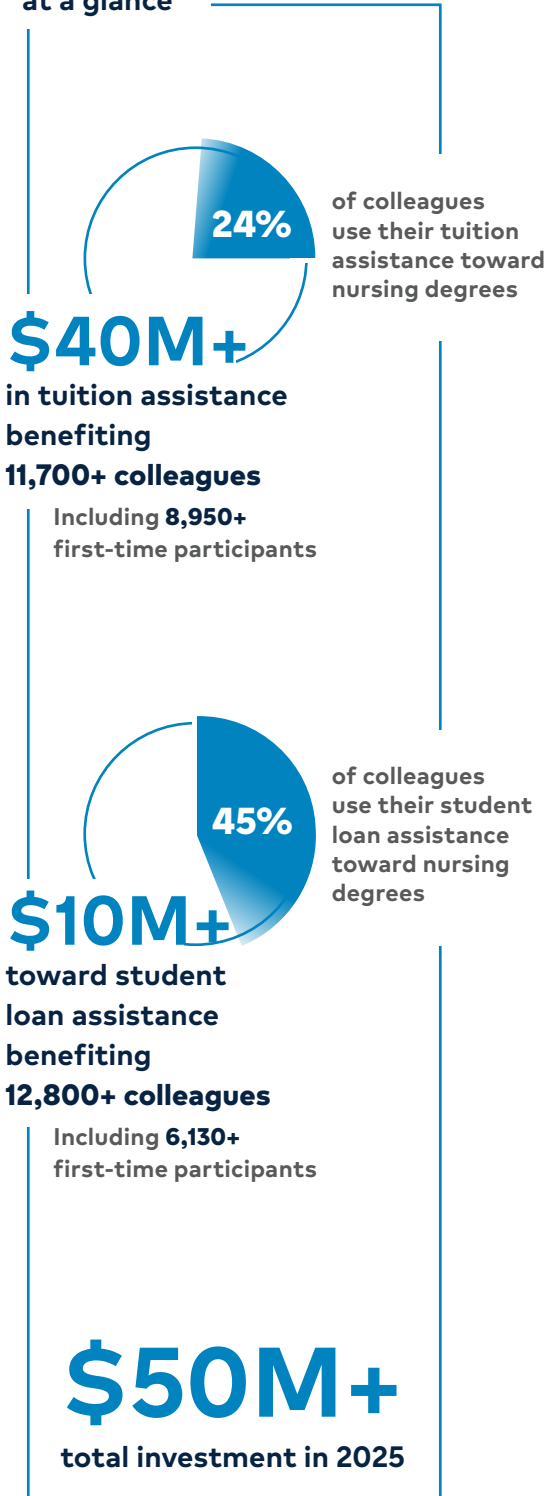 at a glance
24%
of colleagues
use their tuition
assistance toward
nursing degrees
$40M+
in tuition assistance
benefiting
11,700+ colleagues
Including 8,950+
first-time participants
45%
of colleagues
use their student
loan assistance
toward nursing
degrees
$10M+
toward student
loan assistance
benefiting
12,800+ colleagues
Including 6,130+
first-time participants
$50M+
total investment in 2025